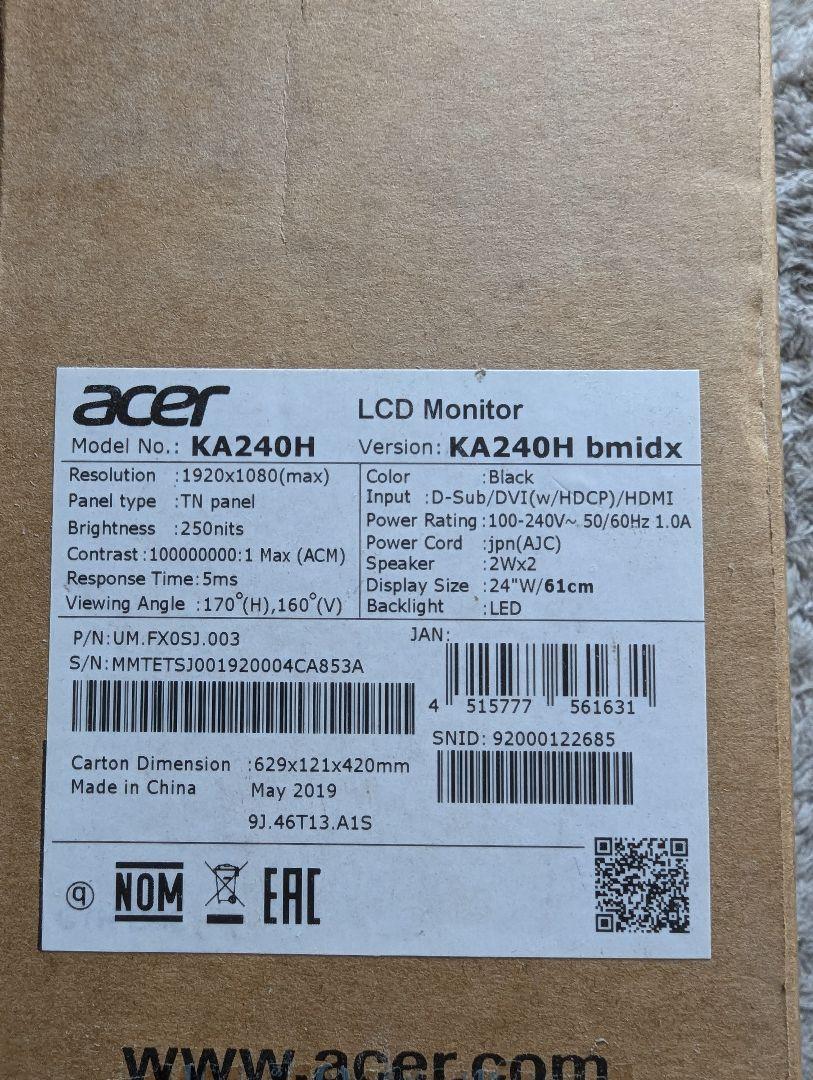 acer
LCD Monitor
Model No.: KA240H
Version: KA240H bmidx
Resolution :1920x1080(max)
Panel type :TN panel
Brightness :250nits
Contrast :100000000:1 Max (ACM)
Response Time:5ms
Viewing Angle :170°(H),160°(V)
Color :Black
Input :D-Sub/DVI(w/HDCP)/HDMI
Power Rating :100-240V~ 50/60Hz 1.0A
Power Cord :jpn(AJC)
Speaker :2Wx2
Display Size :24"W/61cm
Backlight :LED
P/N:UM.FX0SJ.003
S/N:MMTETSJ001920004CA853A
JAN:
4 515777 561631
SNID: 92000122685
Carton Dimension :629x121x420mm
Made in China May 2019
9J.46T13.A1S
q NOM EAC
www.acer.com